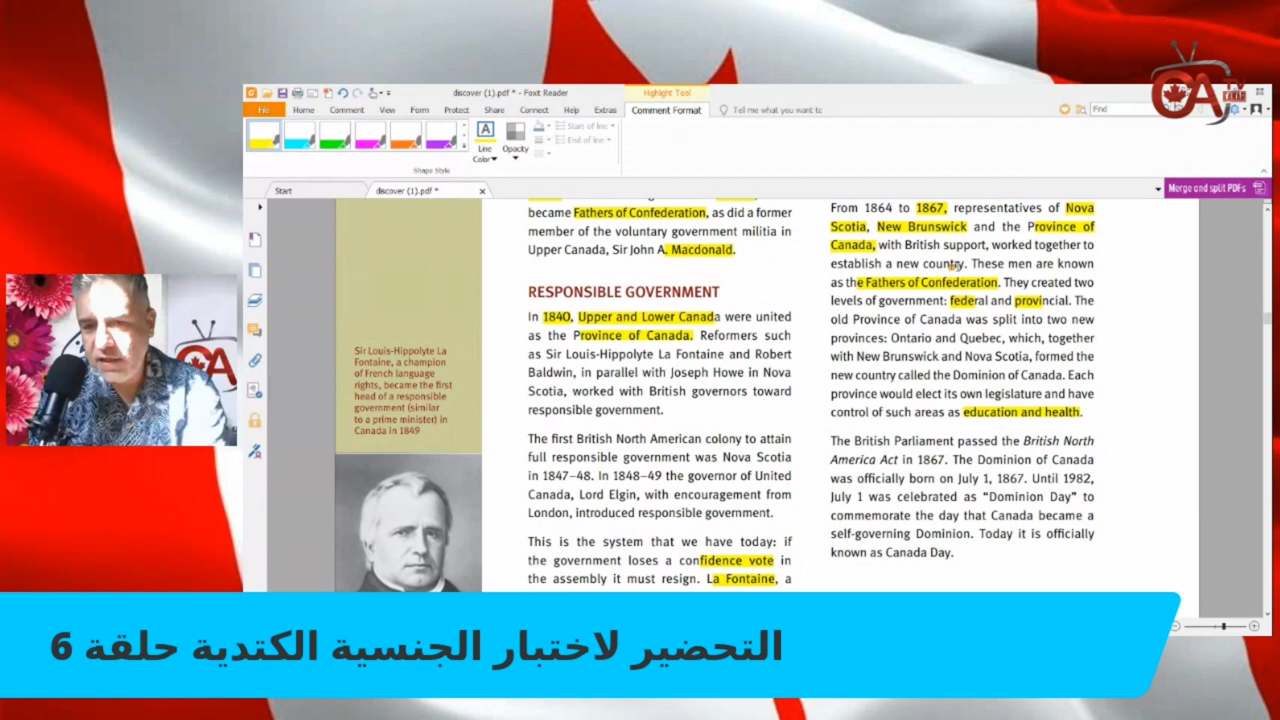 discover (1).pdf * - Foxit Reader
Highlight Tool
File
Home
Comment
View
Form
Protect
Share
Connect
Help
Extras
Comment Format
Tell me what you want to
Find
Line Color
Opacity
Start of line
End of line
Shape Style
Start
discover (1).pdf *
Merge and split PDFs
became Fathers of Confederation, as did a former
member of the voluntary government militia in
Upper Canada, Sir John A. Macdonald.
RESPONSIBLE GOVERNMENT
In 1840, Upper and Lower Canada were united
as the Province of Canada. Reformers such
as Sir Louis-Hippolyte La Fontaine and Robert
Baldwin, in parallel with Joseph Howe in Nova
Scotia, worked with British governors toward
responsible government.
The first British North American colony to attain
full responsible government was Nova Scotia
in 1847–48. In 1848–49 the governor of United
Canada, Lord Elgin, with encouragement from
London, introduced responsible government.
This is the system that we have today: if
the government loses a confidence vote in
the assembly it must resign. La Fontaine, a
Sir Louis-Hippolyte La
Fontaine, a champion
of French language
rights, became the first
head of a responsible
government (similar
to a prime minister) in
Canada in 1849
From 1864 to 1867, representatives of Nova
Scotia, New Brunswick and the Province of
Canada, with British support, worked together to
establish a new country. These men are known
as the Fathers of Confederation. They created two
levels of government: federal and provincial. The
old Province of Canada was split into two new
provinces: Ontario and Quebec, which, together
with New Brunswick and Nova Scotia, formed the
new country called the Dominion of Canada. Each
province would elect its own legislature and have
control of such areas as education and health.
The British Parliament passed the British North
America Act in 1867. The Dominion of Canada
was officially born on July 1, 1867. Until 1982,
July 1 was celebrated as “Dominion Day” to
commemorate the day that Canada became a
self-governing Dominion. Today it is officially
known as Canada Day.
التحضير لاختبار الجنسية الكندية حلقة 6